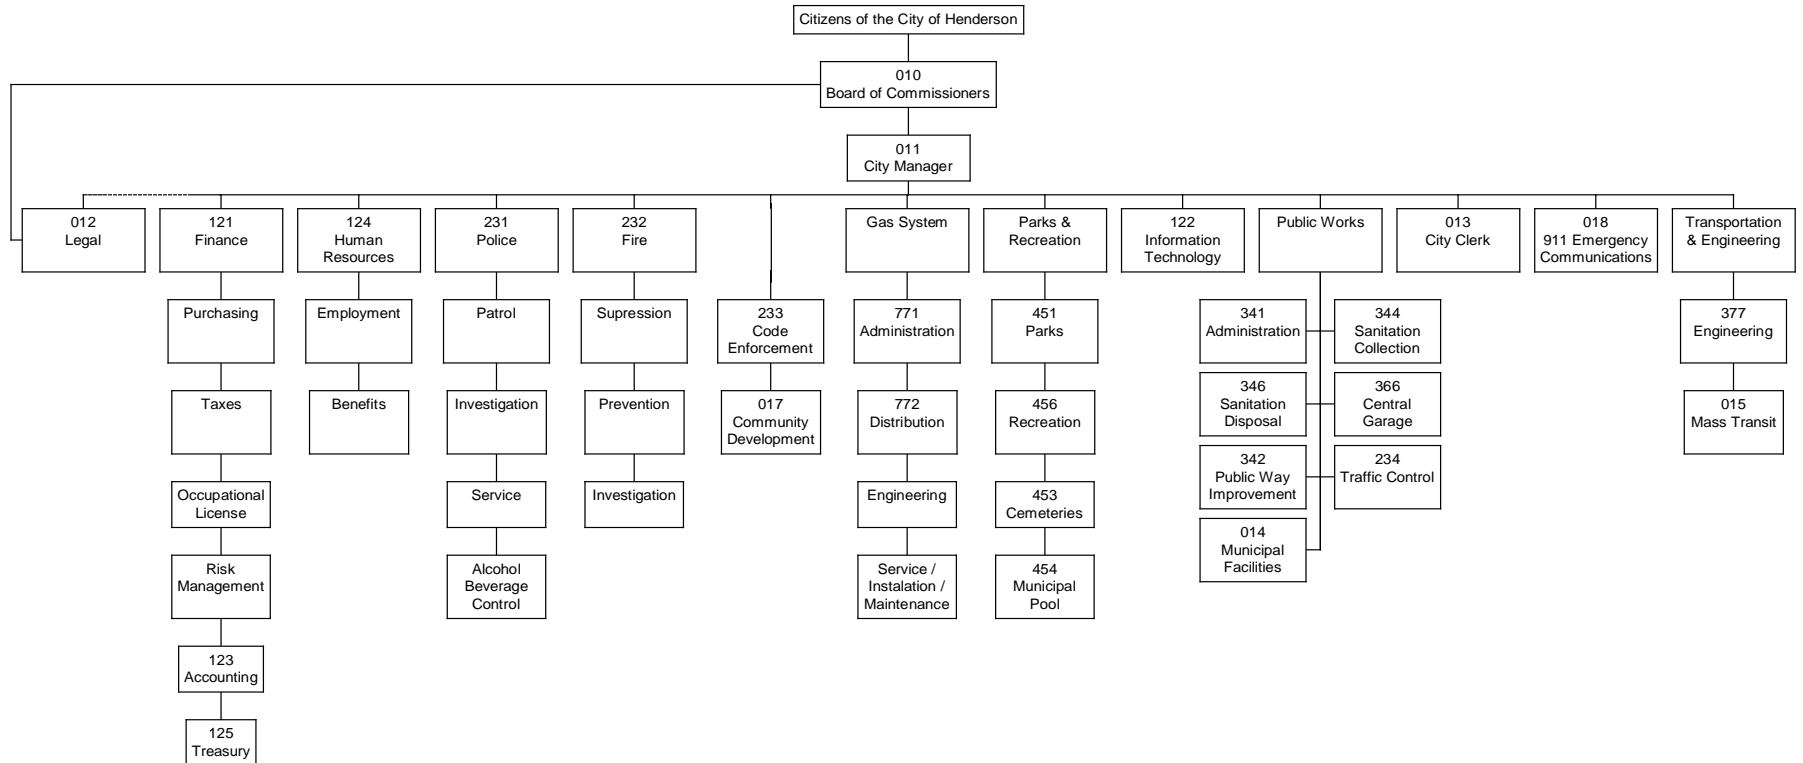 Citizens of the City of Henderson
010
Board of Commissioners
011
City Manager
012
Legal
121
Finance
124
Human
Resources
231
Police
232
Fire
Gas System
Parks &
Recreation
122
Information
Technology
Public Works
013
City Clerk
018
911 Emergency
Communications
Transportation
& Engineering
Purchasing
Employment
Patrol
Supression
233
Code
Enforcement
771
Administration
451
Parks
341
Administration
344
Sanitation
Collection
377
Engineering
Taxes
Benefits
Investigation
Prevention
017
Community
Development
772
Distribution
456
Recreation
346
Sanitation
Disposal
366
Central
Garage
015
Mass Transit
342
Public Way
Improvement
234
Traffic Control
Occupational
License
Service
Investigation
Engineering
453
Cemeteries
014
Municipal
Facilities
Risk
Management
Alcohol
Beverage
Control
Service /
Instalation /
Maintenance
454
Municipal
Pool
123
Accounting
125
Treasury